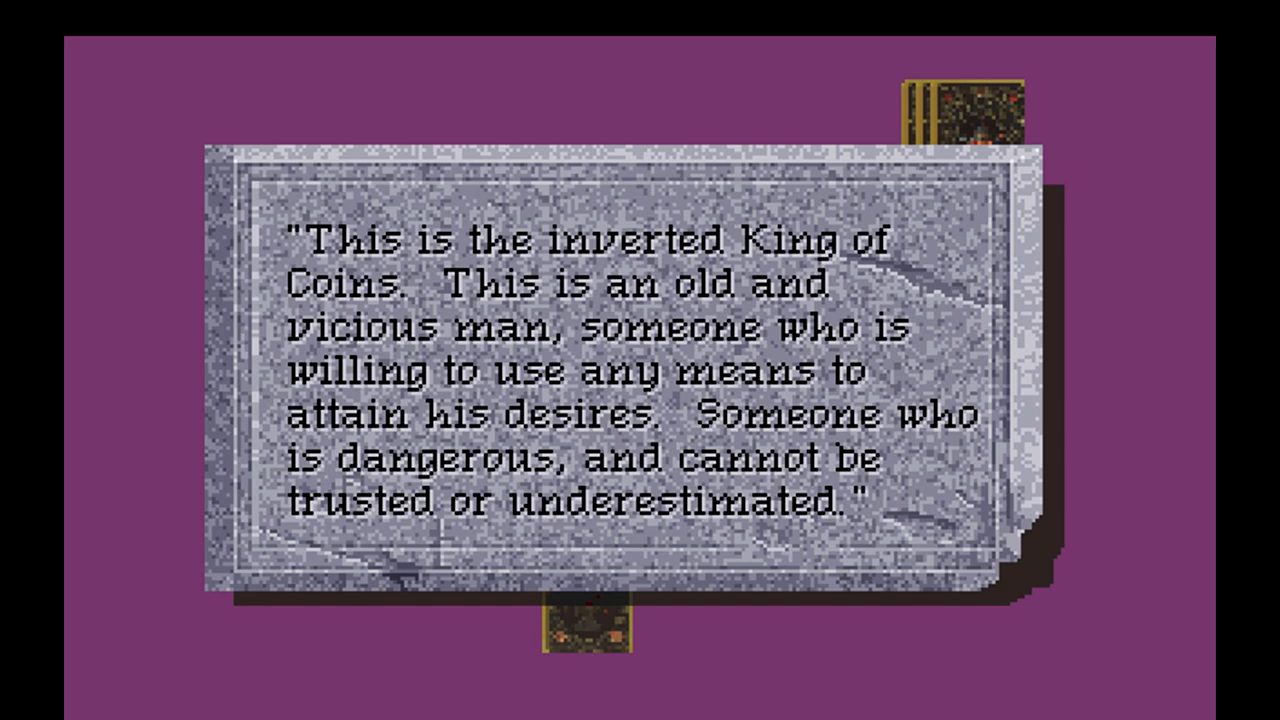 "This is the inverted King of
Coins.  This is an old and
vicious man, someone who is
willing to use any means to
attain his desires.  Someone who
is dangerous, and cannot be
trusted or underestimated."